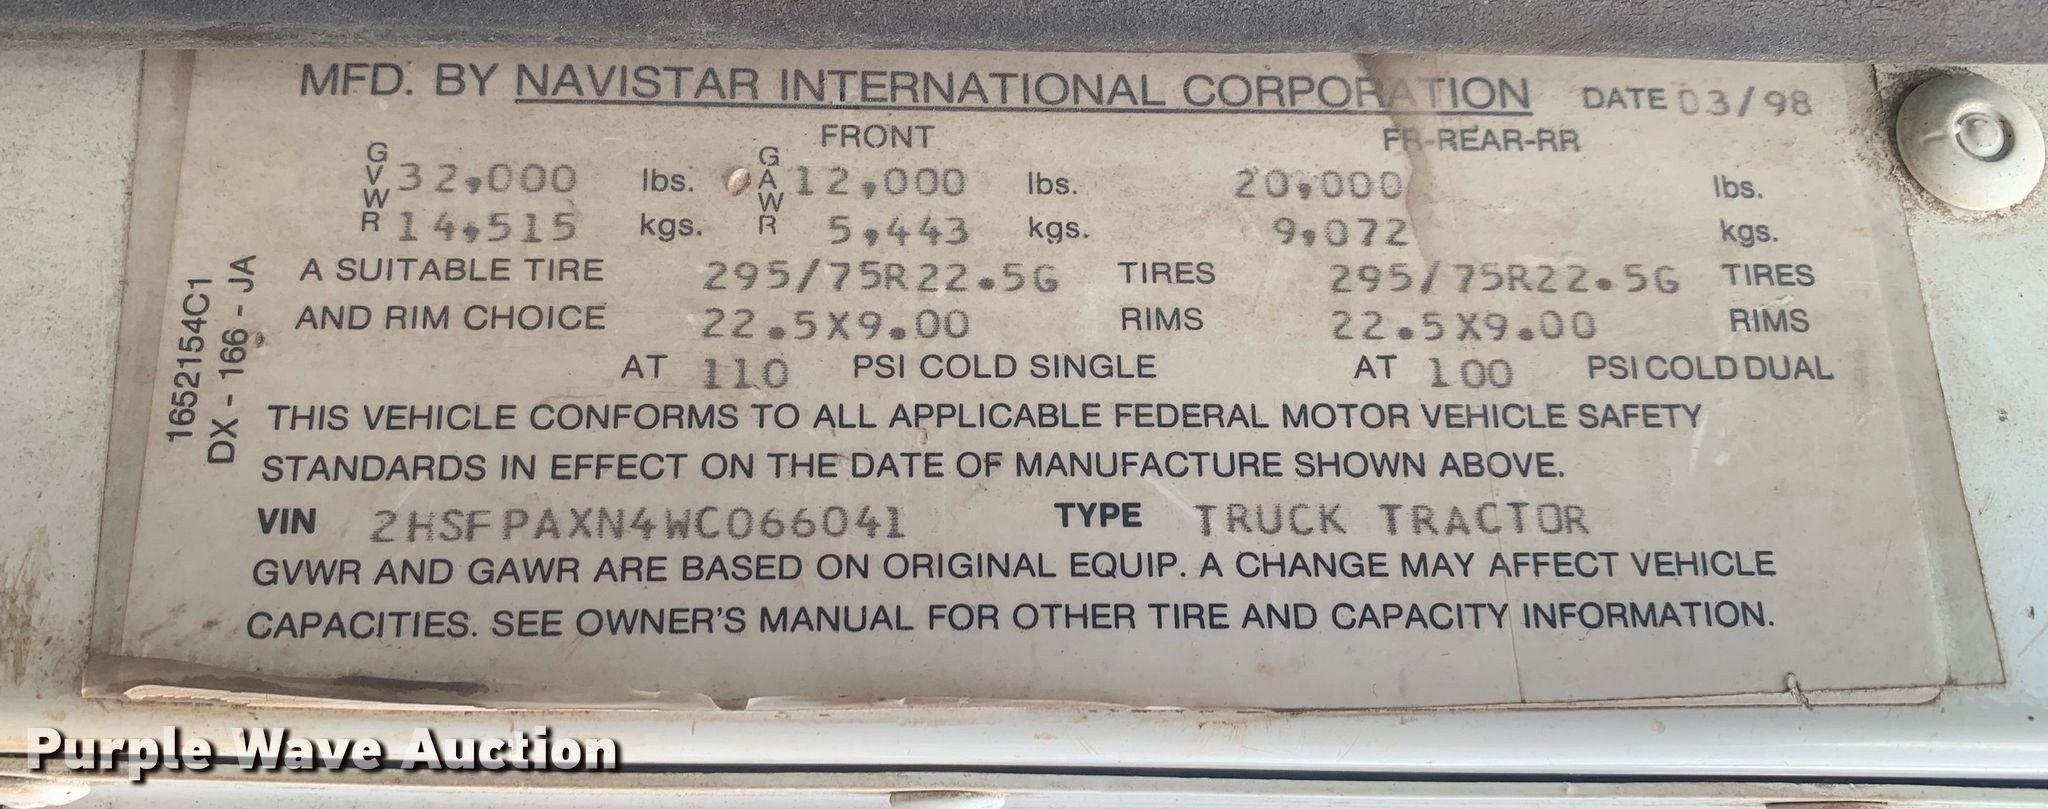 MFD. BY NAVISTAR INTERNATIONAL CORPORATION DATE 03/98
FRONT FR-REAR-RR
GVWR 32,000 lbs. GAWR 12,000 lbs. 20,000 lbs.
14,515 kgs. 5,443 kgs. 9,072 kgs.
A SUITABLE TIRE 295/75R22.5G TIRES 295/75R22.5G TIRES
AND RIM CHOICE 22.5X9.00 RIMS 22.5X9.00 RIMS
AT 110 PSI COLD SINGLE AT 100 PSI COLD DUAL
THIS VEHICLE CONFORMS TO ALL APPLICABLE FEDERAL MOTOR VEHICLE SAFETY
STANDARDS IN EFFECT ON THE DATE OF MANUFACTURE SHOWN ABOVE.
VIN 2HSFPAXN4WC066041 TYPE TRUCK TRACTOR
GVWR AND GAWR ARE BASED ON ORIGINAL EQUIP. A CHANGE MAY AFFECT VEHICLE
CAPACITIES. SEE OWNER'S MANUAL FOR OTHER TIRE AND CAPACITY INFORMATION.
1652154C1
DX - 166 - JA
Purple Wave Auction